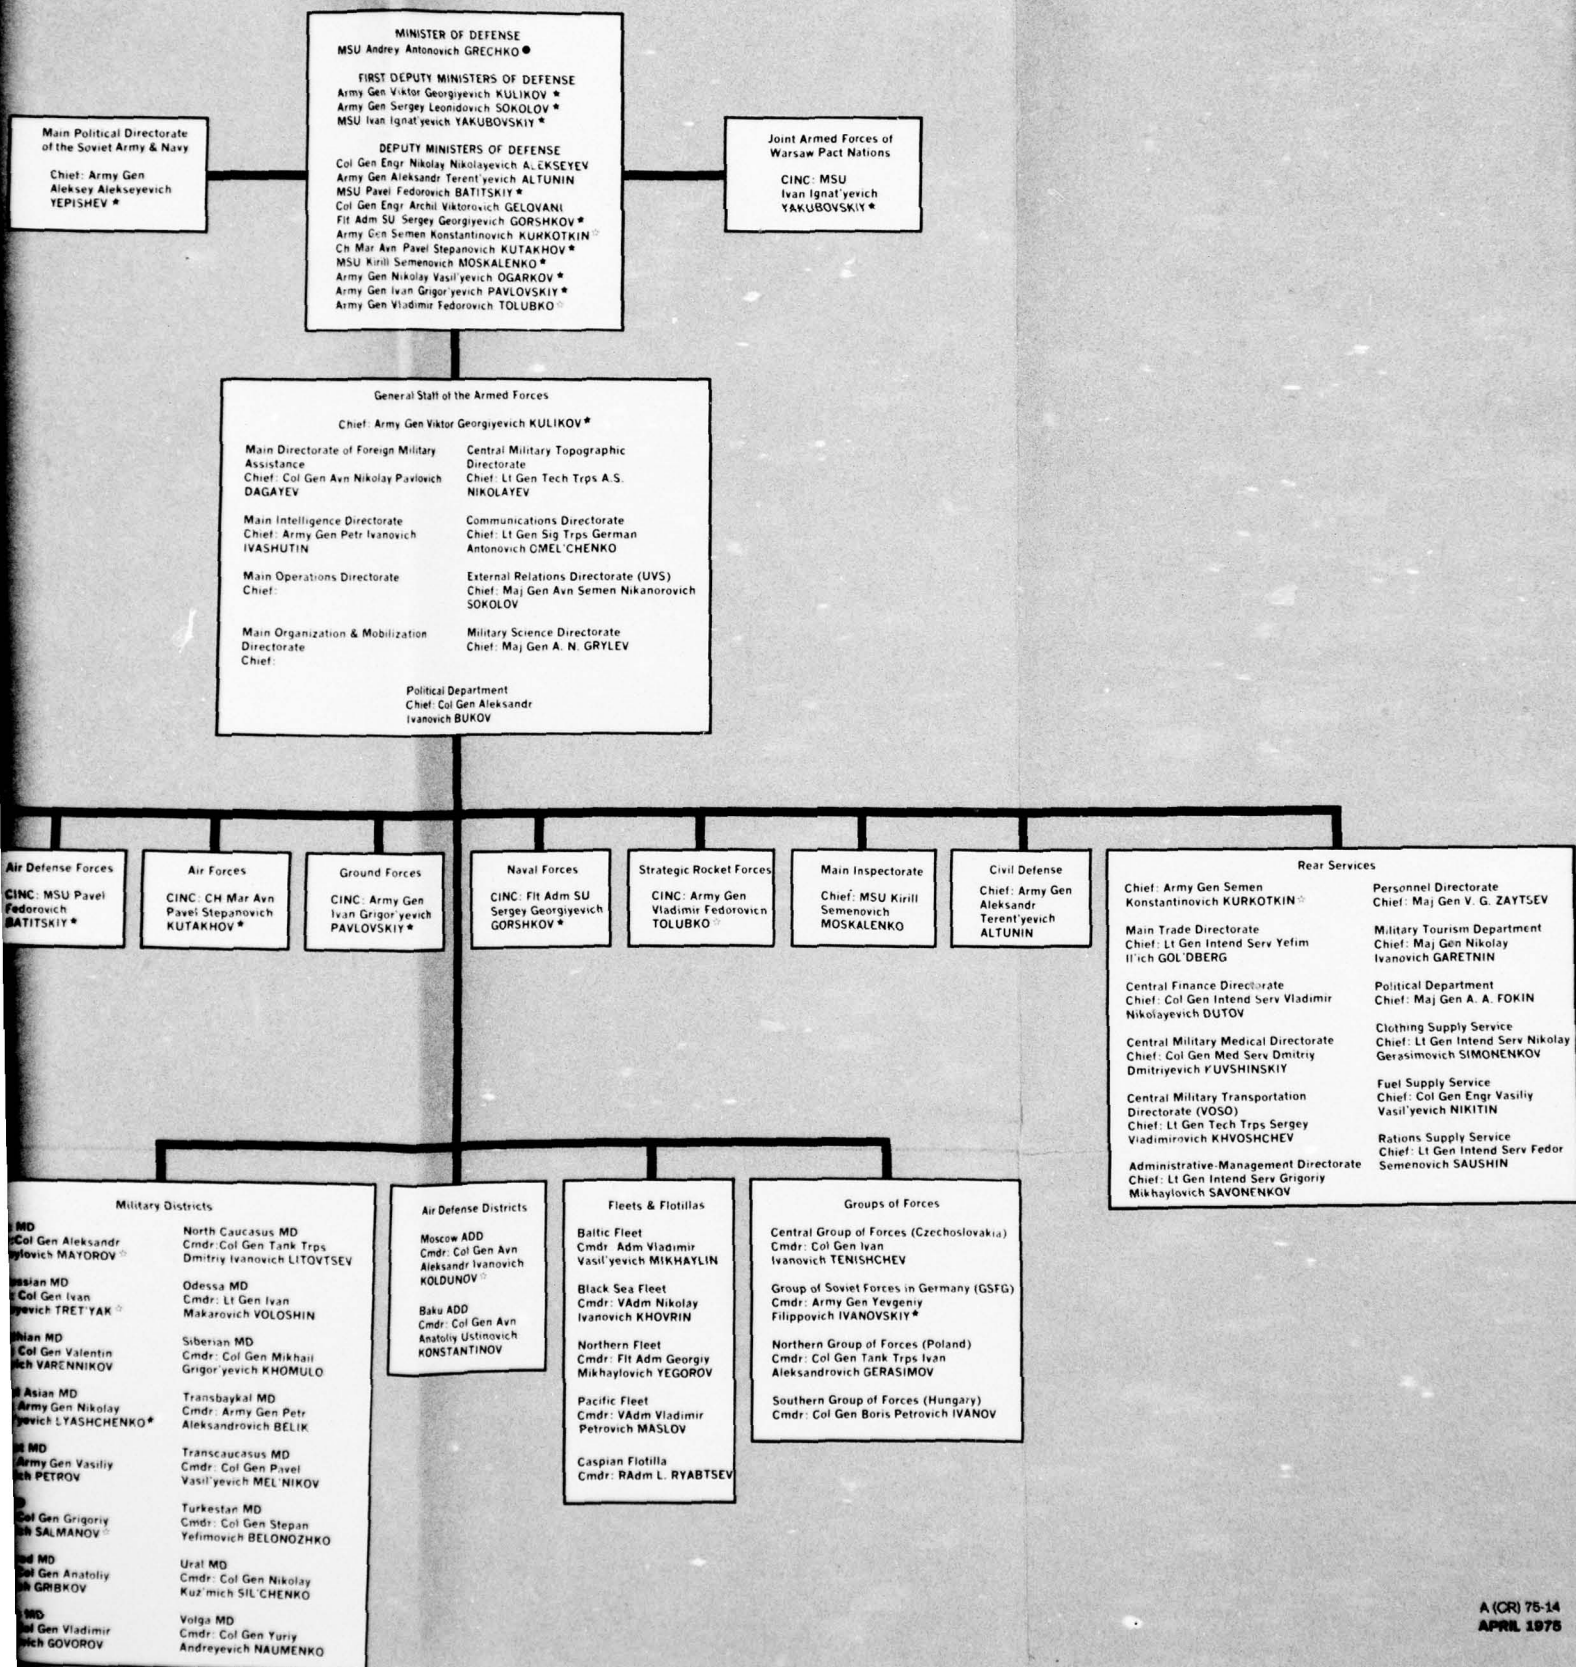 MINISTER OF DEFENSE
MSU Andrey Antonovich GRECHKO●
FIRST DEPUTY MINISTERS OF DEFENSE
Army Gen Viktor Georgiyevich KULIKOV ★
Army Gen Sergey Leonidovich SOKOLOV ★
MSU Ivan Ignat'yevich YAKUBOVSKIY ★
DEPUTY MINISTERS OF DEFENSE
Col Gen Engr Nikolay Nikolayevich ALEKSEYEV
Army Gen Aleksandr Terent'yevich ALTUNIN
MSU Pavel Fedorovich BATITSKIY ★
Col Gen Engr Archil Viktorovich GELOVANI
Flt Adm SU Sergey Georgiyevich GORSHKOV ★
Army Gen Semen Konstantinovich KURKOTKIN ☆
Ch Mar Avn Pavel Stepanovich KUTAKHOV ★
MSU Kirill Semenovich MOSKALENKO ★
Army Gen Nikolay Vasil'yevich OGARKOV ★
Army Gen Ivan Grigor'yevich PAVLOVSKIY ★
Army Gen Vladimir Fedorovich TOLUBKO ☆
Main Political Directorate
of the Soviet Army & Navy
Chief: Army Gen
Aleksey Alekseyevich
YEPISHEV ★
Joint Armed Forces of
Warsaw Pact Nations
CINC: MSU
Ivan Ignat'yevich
YAKUBOVSKIY ★
General Staff of the Armed Forces
Chief: Army Gen Viktor Georgiyevich KULIKOV ★
Main Directorate of Foreign Military
Assistance
Chief: Col Gen Avn Nikolay Pavlovich
DAGAYEV
Main Intelligence Directorate
Chief: Army Gen Petr Ivanovich
IVASHUTIN
Main Operations Directorate
Chief:
Main Organization & Mobilization
Directorate
Chief:
Central Military Topographic
Directorate
Chief: Lt Gen Tech Trps A.S.
NIKOLAYEV
Communications Directorate
Chief: Lt Gen Sig Trps German
Antonovich OMEL'CHENKO
External Relations Directorate (UVS)
Chief: Maj Gen Avn Semen Nikanorovich
SOKOLOV
Military Science Directorate
Chief: Maj Gen A. N. GRYLEV
Political Department
Chief: Col Gen Aleksandr
Ivanovich BUKOV
Air Defense Forces
CINC: MSU Pavel
Fedorovich
BATITSKIY ★
Air Forces
CINC: CH Mar Avn
Pavel Stepanovich
KUTAKHOV ★
Ground Forces
CINC: Army Gen
Ivan Grigor'yevich
PAVLOVSKIY ★
Naval Forces
CINC: Flt Adm SU
Sergey Georgiyevich
GORSHKOV ★
Strategic Rocket Forces
CINC: Army Gen
Vladimir Fedorovich
TOLUBKO ☆
Main Inspectorate
Chief: MSU Kirill
Semenovich
MOSKALENKO
Civil Defense
Chief: Army Gen
Aleksandr
Terent'yevich
ALTUNIN
Rear Services
Chief: Army Gen Semen
Konstantinovich KURKOTKIN ☆
Main Trade Directorate
Chief: Lt Gen Intend Serv Yefim
Il'ich GOL'DBERG
Central Finance Directorate
Chief: Col Gen Intend Serv Vladimir
Nikolayevich DUTOV
Central Military Medical Directorate
Chief: Col Gen Med Serv Dmitriy
Dmitriyevich KUVSHINSKIY
Central Military Transportation
Directorate (VOSO)
Chief: Lt Gen Tech Trps Sergey
Vladimirovich KHVOSHCHEV
Administrative-Management Directorate
Chief: Lt Gen Intend Serv Grigoriy
Mikhaylovich SAVONENKOV
Personnel Directorate
Chief: Maj Gen V. G. ZAYTSEV
Military Tourism Department
Chief: Maj Gen Nikolay
Ivanovich GARETNIN
Political Department
Chief: Maj Gen A. A. FOKIN
Clothing Supply Service
Chief: Lt Gen Intend Serv Nikolay
Gerasimovich SIMONENKOV
Fuel Supply Service
Chief: Col Gen Engr Vasiliy
Vasil'yevich NIKITIN
Rations Supply Service
Chief: Lt Gen Intend Serv Fedor
Semenovich SAUSHIN
Military Districts
MD
Col Gen Aleksandr
MAYOROV ☆
MD
Col Gen Ivan
TRET'YAK ☆
MD
Col Gen Valentin
VARENNIKOV
Asian MD
Army Gen Nikolay
LYASHCHENKO ★
MD
Army Gen Vasiliy
PETROV
Col Gen Grigoriy
SALMANOV ☆
MD
Col Gen Anatoliy
GRIBKOV
MD
Col Gen Vladimir
GOVOROV
North Caucasus MD
Cmdr: Col Gen Tank Trps
Dmitriy Ivanovich LITOVTSEV
Odessa MD
Cmdr: Lt Gen Ivan
Makarovich VOLOSHIN
Siberian MD
Cmdr: Col Gen Mikhail
Grigor'yevich KHOMULO
Transbaykal MD
Cmdr: Army Gen Petr
Aleksandrovich BELIK
Transcaucasus MD
Cmdr: Col Gen Pavel
Vasil'yevich MEL'NIKOV
Turkestan MD
Cmdr: Col Gen Stepan
Yefimovich BELONOZHKO
Ural MD
Cmdr: Col Gen Nikolay
Kuz'mich SIL'CHENKO
Volga MD
Cmdr: Col Gen Yuriy
Andreyevich NAUMENKO
Air Defense Districts
Moscow ADD
Cmdr: Col Gen Avn
Aleksandr Ivanovich
KOLDUNOV ☆
Baku ADD
Cmdr: Col Gen Avn
Anatoliy Ustinovich
KONSTANTINOV
Fleets & Flotillas
Baltic Fleet
Cmdr Adm Vladimir
Vasil'yevich MIKHAYLIN
Black Sea Fleet
Cmdr: VAdm Nikolay
Ivanovich KHOVRIN
Northern Fleet
Cmdr: Flt Adm Georgiy
Mikhaylovich YEGOROV
Pacific Fleet
Cmdr: VAdm Vladimir
Petrovich MASLOV
Caspian Flotilla
Cmdr: RAdm L. RYABTSEV
Groups of Forces
Central Group of Forces (Czechoslovakia)
Cmdr: Col Gen Ivan
Ivanovich TENISHCHEV
Group of Soviet Forces in Germany (GSFG)
Cmdr: Army Gen Yevgeniy
Filippovich IVANOVSKIY ★
Northern Group of Forces (Poland)
Cmdr: Col Gen Tank Trps Ivan
Aleksandrovich GERASIMOV
Southern Group of Forces (Hungary)
Cmdr: Col Gen Boris Petrovich IVANOV
A (CR) 75-14
APRIL 1975